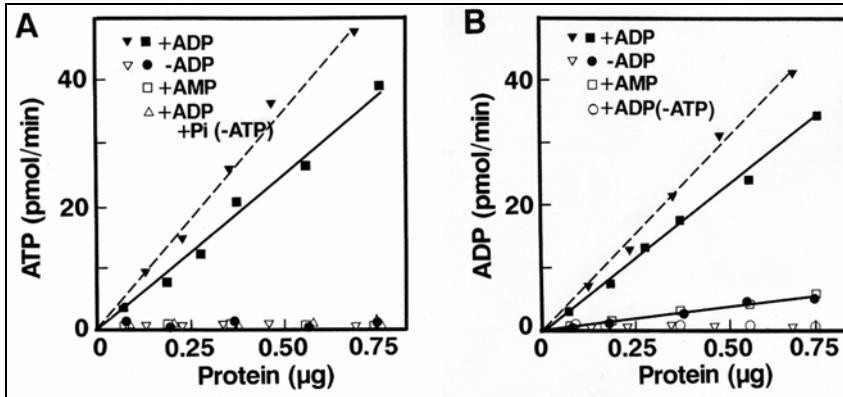 A
▼ ■ +ADP
▽ ● -ADP
□ +AMP
△ +ADP
+Pi (-ATP)
40
20
0
ATP (pmol/min)
0 0.25 0.50 0.75
Protein (µg)
B
▼ ■ +ADP
▽ ● -ADP
□ +AMP
○ +ADP(-ATP)
40
20
0
ADP (pmol/min)
0 0.25 0.50 0.75
Protein (µg)